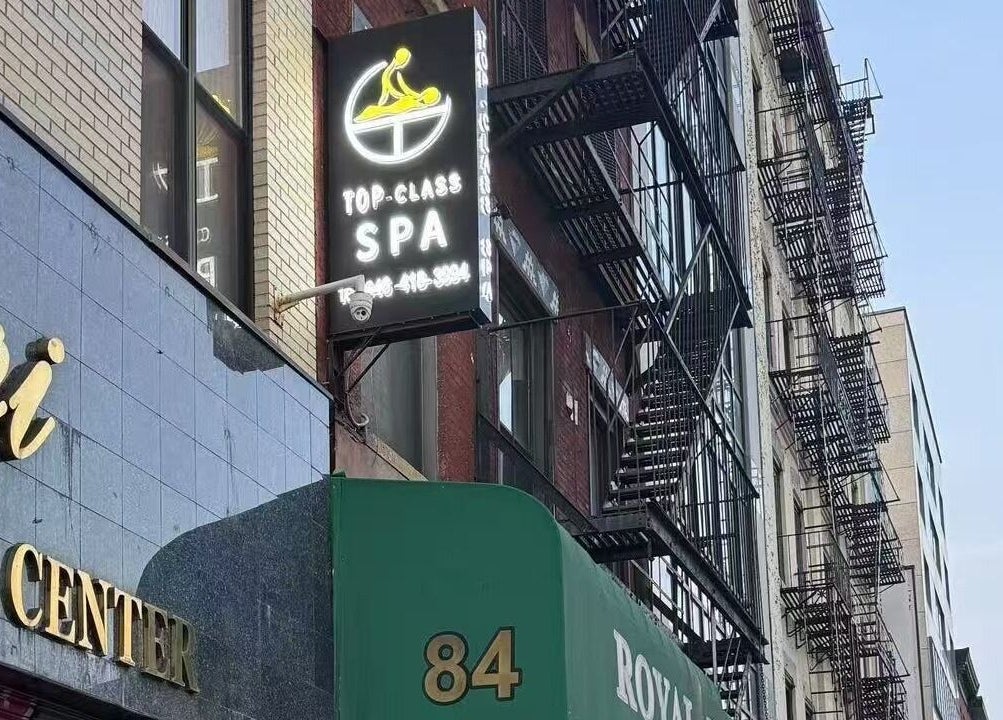 TOP-CLASS
SPA
i
CENTER
84
ROYAL